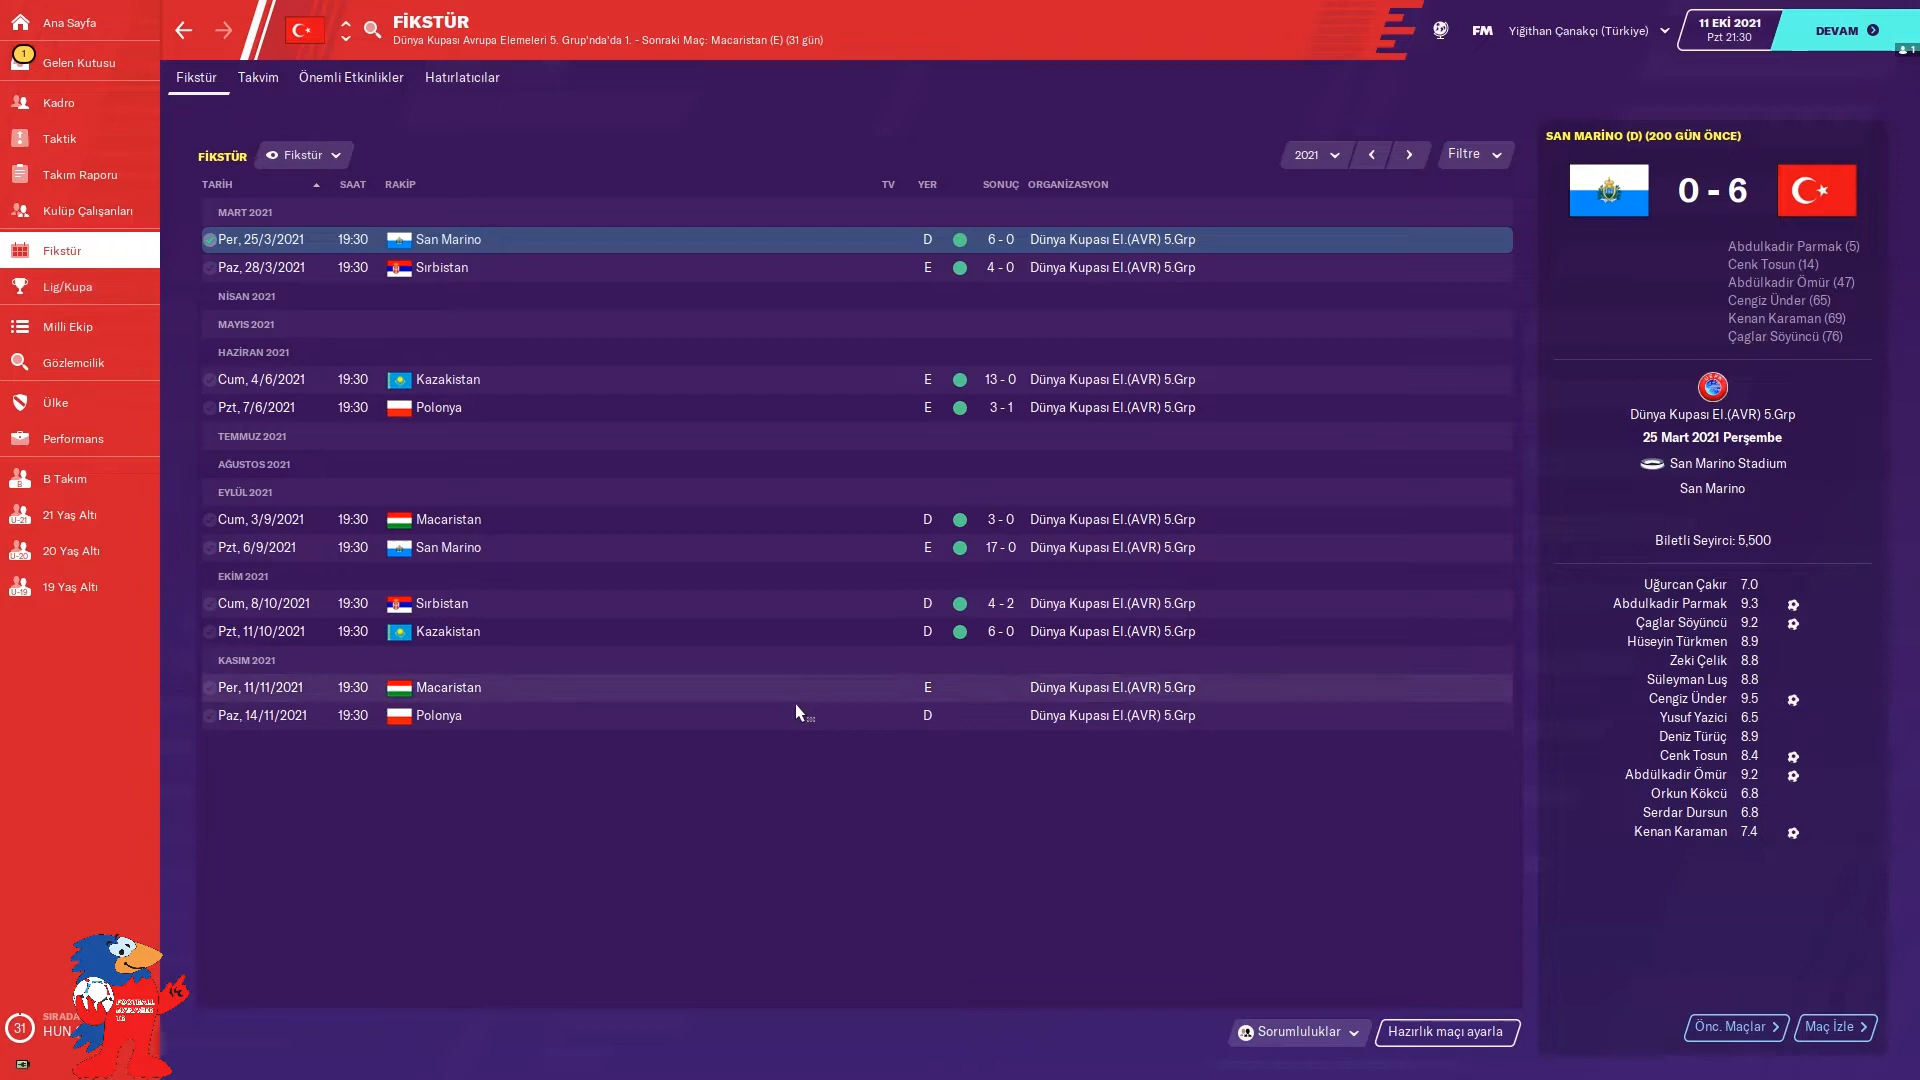 Ana Sayfa
1
Gelen Kutusu
Kadro
Taktik
Takım Raporu
Kulüp Çalışanları
Fikstür
Lig/Kupa
Milli Ekip
Gözlemcilik
Ülke
Performans
B
B Takım
U-21
21 Yaş Altı
U-20
20 Yaş Altı
U-19
19 Yaş Altı
31
SIRADA
HUN
FİKSTÜR
Dünya Kupası Avrupa Elemeleri 5. Grup'nda'da 1. - Sonraki Maç: Macaristan (E) (31 gün)
FM
Yiğithan Çanakçı (Türkiye)
11 EKİ 2021
Pzt 21:30
DEVAM
1
Fikstür Takvim Önemli Etkinlikler Hatırlatıcılar
FİKSTÜR Fikstür 2021 Filtre
TARİH SAAT RAKİP TV YER SONUÇ ORGANİZASYON
MART 2021
Per, 25/3/2021 19:30 San Marino D 6 - 0 Dünya Kupası El.(AVR) 5.Grp
Paz, 28/3/2021 19:30 Sırbistan E 4 - 0 Dünya Kupası El.(AVR) 5.Grp
NİSAN 2021
MAYIS 2021
HAZİRAN 2021
Cum, 4/6/2021 19:30 Kazakistan E 13 - 0 Dünya Kupası El.(AVR) 5.Grp
Pzt, 7/6/2021 19:30 Polonya E 3 - 1 Dünya Kupası El.(AVR) 5.Grp
TEMMUZ 2021
AĞUSTOS 2021
EYLÜL 2021
Cum, 3/9/2021 19:30 Macaristan D 3 - 0 Dünya Kupası El.(AVR) 5.Grp
Pzt, 6/9/2021 19:30 San Marino E 17 - 0 Dünya Kupası El.(AVR) 5.Grp
EKİM 2021
Cum, 8/10/2021 19:30 Sırbistan D 4 - 2 Dünya Kupası El.(AVR) 5.Grp
Pzt, 11/10/2021 19:30 Kazakistan D 6 - 0 Dünya Kupası El.(AVR) 5.Grp
KASIM 2021
Per, 11/11/2021 19:30 Macaristan E Dünya Kupası El.(AVR) 5.Grp
Paz, 14/11/2021 19:30 Polonya D Dünya Kupası El.(AVR) 5.Grp
Sorumluluklar
Hazırlık maçı ayarla
SAN MARİNO (D) (200 GÜN ÖNCE)
0 - 6
Abdulkadir Parmak (5)
Cenk Tosun (14)
Abdülkadir Ömür (47)
Cengiz Ünder (65)
Kenan Karaman (69)
Çaglar Söyüncü (76)
Dünya Kupası El.(AVR) 5.Grp
25 Mart 2021 Perşembe
San Marino Stadium
San Marino
Biletli Seyirci: 5,500
Uğurcan Çakır 7.0
Abdulkadir Parmak 9.3
Çaglar Söyüncü 9.2
Hüseyin Türkmen 8.9
Zeki Çelik 8.8
Süleyman Luş 8.8
Cengiz Ünder 9.5
Yusuf Yazici 6.5
Deniz Türüç 8.9
Cenk Tosun 8.4
Abdülkadir Ömür 9.2
Orkun Kökcü 6.8
Serdar Dursun 6.8
Kenan Karaman 7.4
Önc. Maçlar
Maç İzle